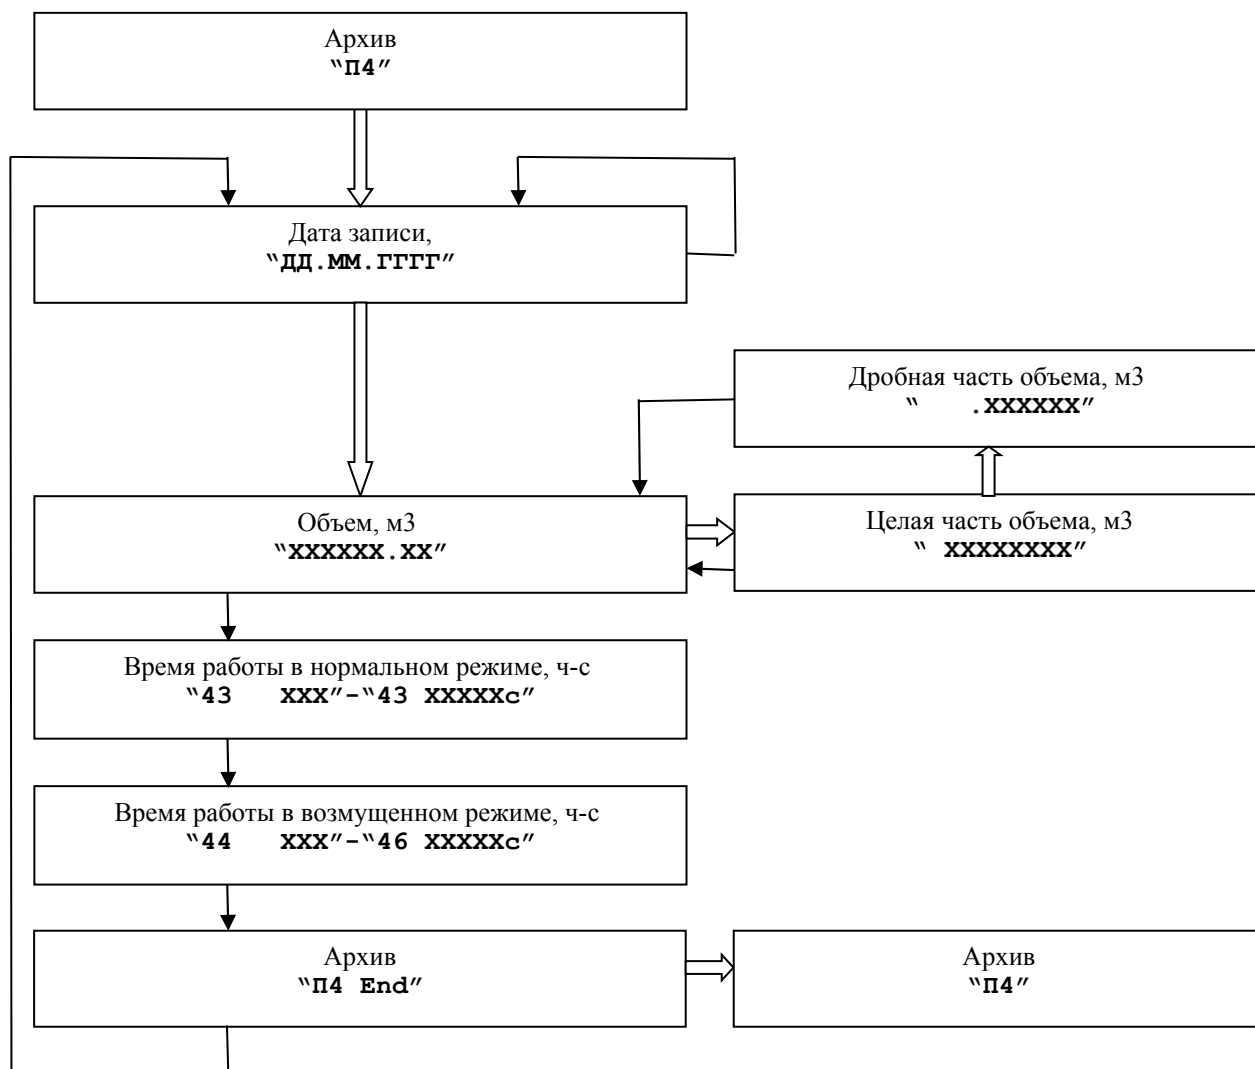 Архив
“П4”
Дата записи,
“ДД.ММ.ГГГГ”
Дробная часть объема, м3
“   .XXXXXX”
Объем, м3
“XXXXXX.XX”
Целая часть объема, м3
“ XXXXXXXX”
Время работы в нормальном режиме, ч-с
“43   XXX”-“43 XXXXXс”
Время работы в возмущенном режиме, ч-с
“44   XXX”-“46 XXXXXс”
Архив
“П4 End”
Архив
“П4”